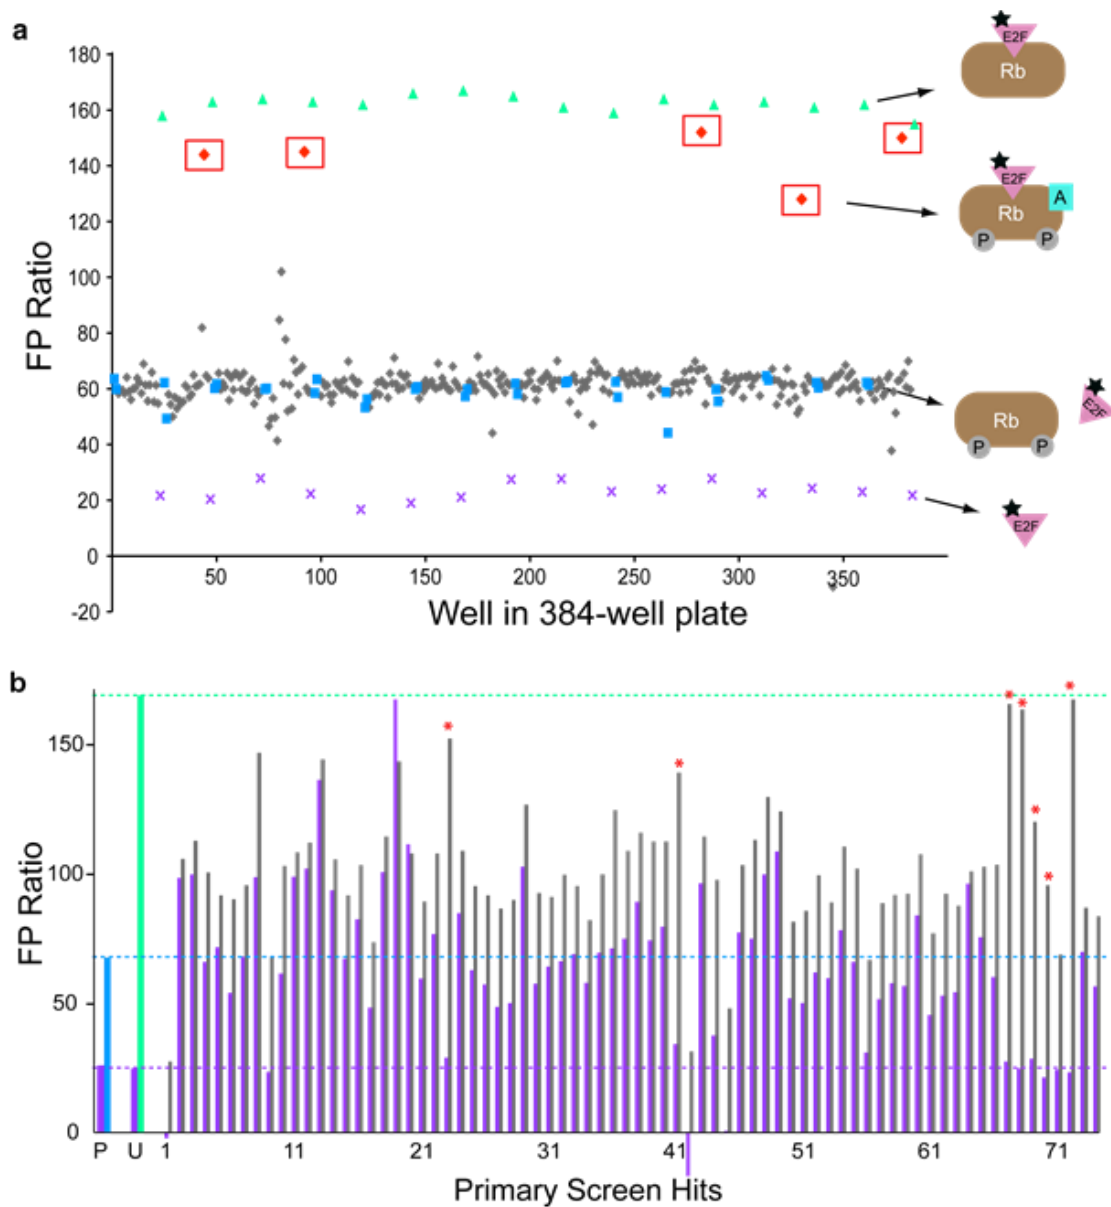 a
180
160
140
120
100
80
60
40
20
0
-20
FP Ratio
50 100 150 200 250 300 350
Well in 384-well plate
E2F
Rb
E2F
A
Rb
P P
E2F
Rb
P P
E2F
b
150
100
50
0
FP Ratio
* * * * * * *
P U 1 11 21 31 41 51 61 71
Primary Screen Hits